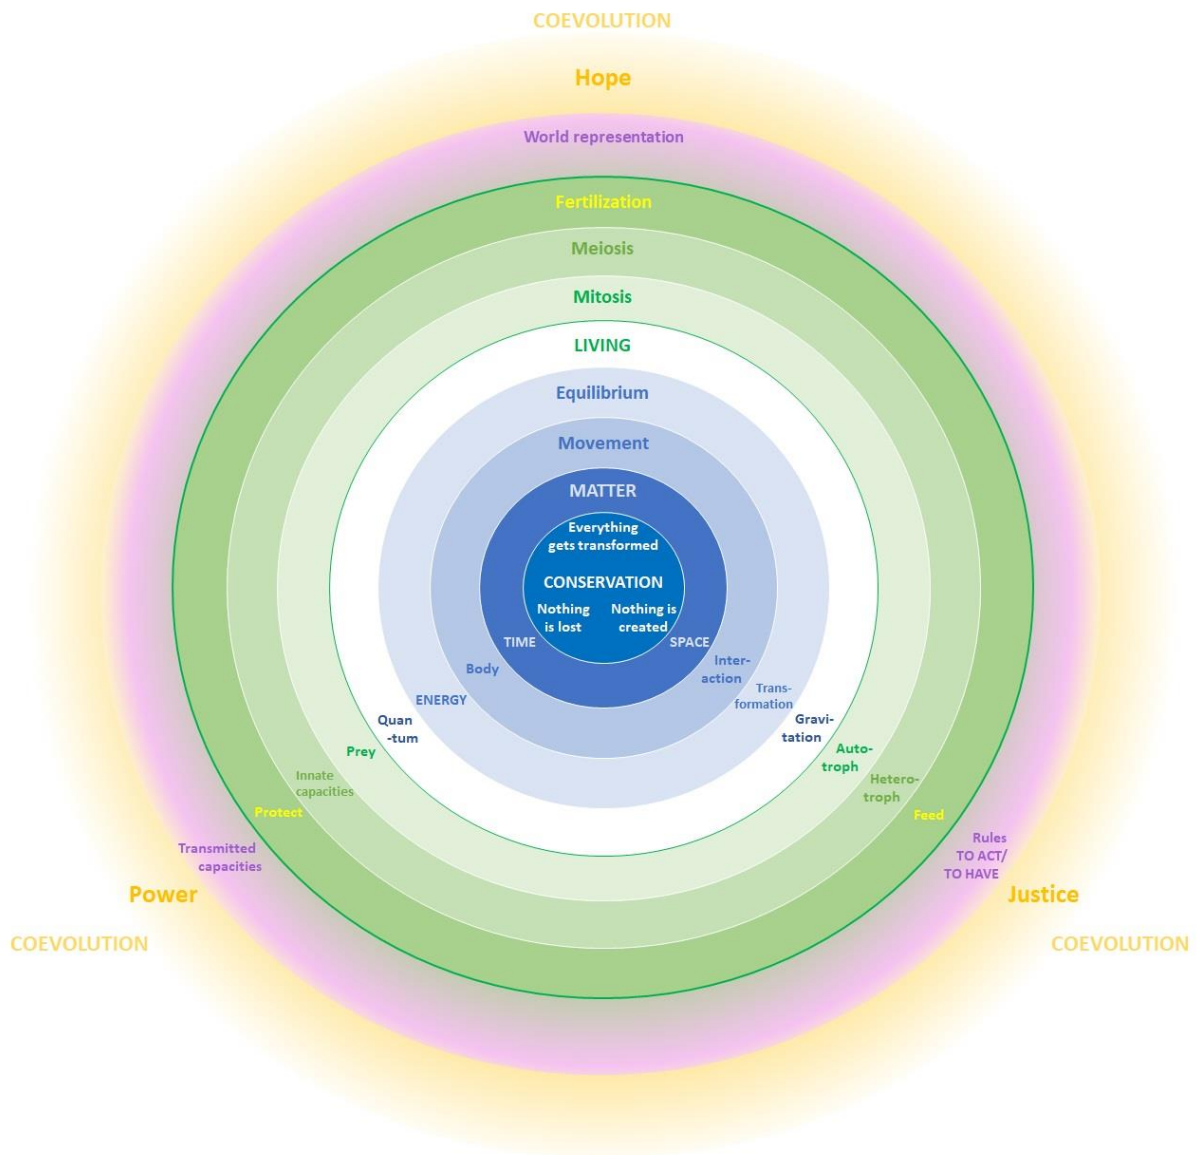 COEVOLUTION
Hope
World representation
Fertilization
Meiosis
Mitosis
LIVING
Equilibrium
Movement
MATTER
Everything
gets transformed
CONSERVATION
Nothing
is lost
Nothing is
created
TIME
SPACE
Body
Inter-
action
ENERGY
Trans-
formation
Quan
-tum
Gravi-
tation
Prey
Auto-
troph
Innate
capacities
Hetero-
troph
Protect
Feed
Transmitted
capacities
Rules
TO ACT/
TO HAVE
Power
Justice
COEVOLUTION
COEVOLUTION